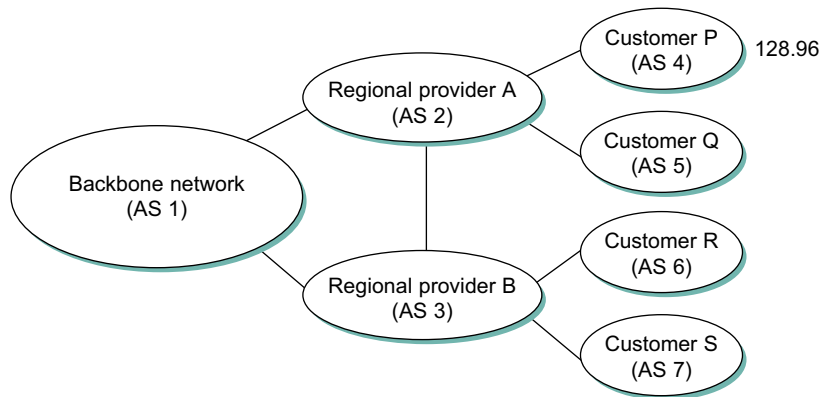 Backbone network
(AS 1)
Regional provider A
(AS 2)
Regional provider B
(AS 3)
Customer P
(AS 4)
128.96
Customer Q
(AS 5)
Customer R
(AS 6)
Customer S
(AS 7)